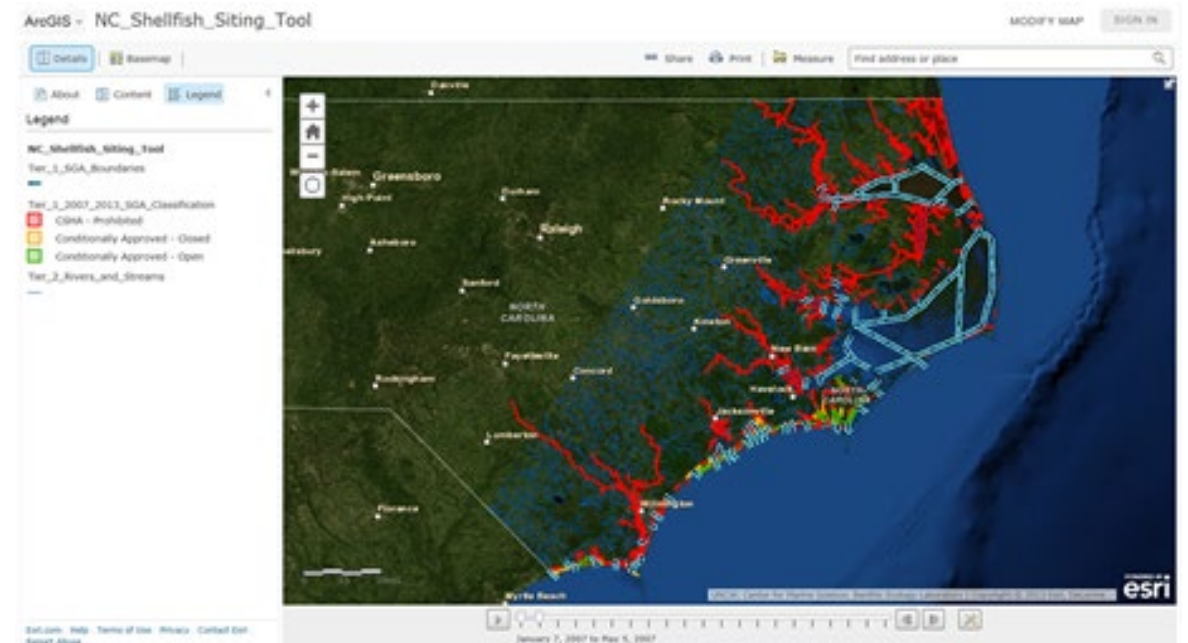 ArcGIS - NC_Shellfish_Siting_Tool
MODIFY MAP
SIGN IN
Details
Basemap
Share
Print
Measure
Find address or place
About
Content
Legend
Legend
NC_Shellfish_Siting_Tool
Tier_1_SGA_Boundaries
Tier_1_2007_2013_SGA_Classification
CSHA - Prohibited
Conditionally Approved - Closed
Conditionally Approved - Open
Tier_2_Rivers_and_Streams
Danville
Greensboro
High Point
Durham
Rocky Mount
Raleigh
Asheboro
Greenville
Sanford
Goldsboro
NORTH CAROLINA
Kinston
New Bern
Fayetteville
Rockingham
Concord
Havelock
NORTH CAROLINA
Jacksonville
Lumberton
Wilmington
Florence
Myrtle Beach
POWERED BY
esri
January 7, 2007 to May 5, 2007
Esri.com Help Terms of Use Privacy Contact Esri
Report Abuse